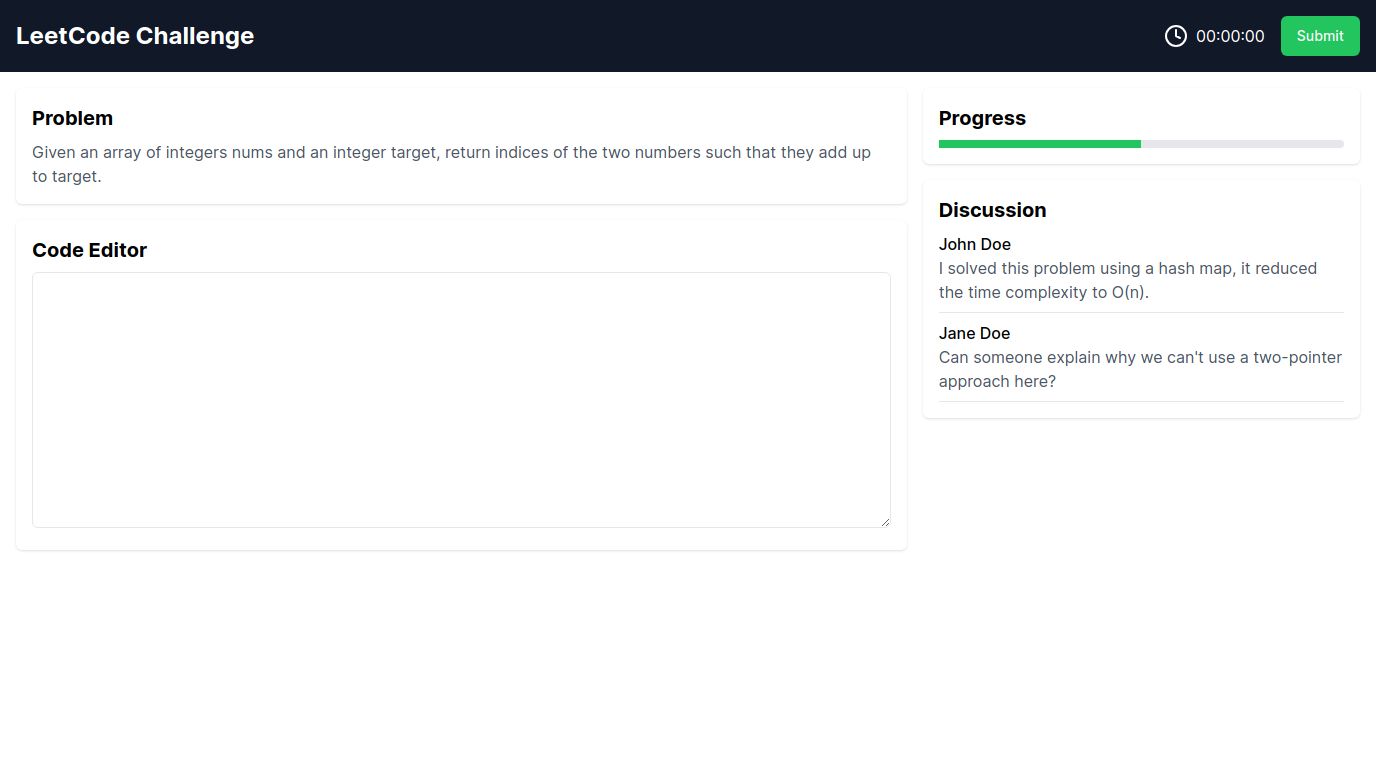 LeetCode Challenge
00:00:00
Submit
Problem
Given an array of integers nums and an integer target, return indices of the two numbers such that they add up
to target.
Code Editor
Progress
Discussion
John Doe
I solved this problem using a hash map, it reduced
the time complexity to O(n).
Jane Doe
Can someone explain why we can't use a two-pointer
approach here?